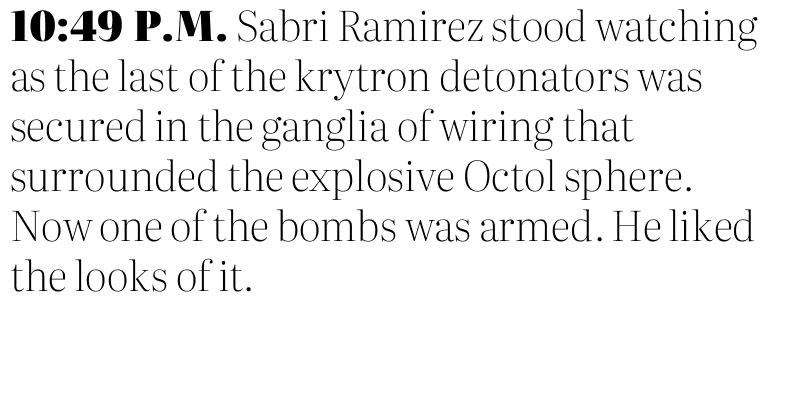 10:49 P.M. Sabri Ramirez stood watching
as the last of the krytron detonators was
secured in the ganglia of wiring that
surrounded the explosive Octol sphere.
Now one of the bombs was armed. He liked
the looks of it.